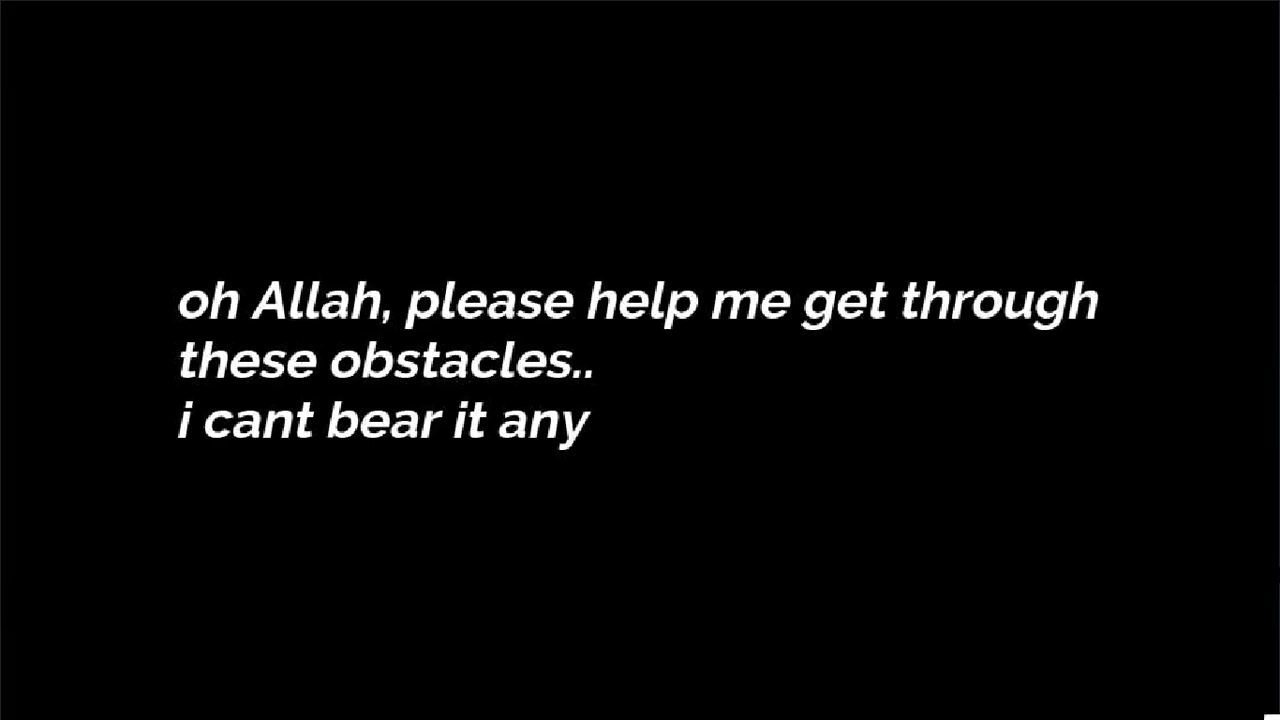 oh Allah, please help me get through
these obstacles..
i cant bear it any